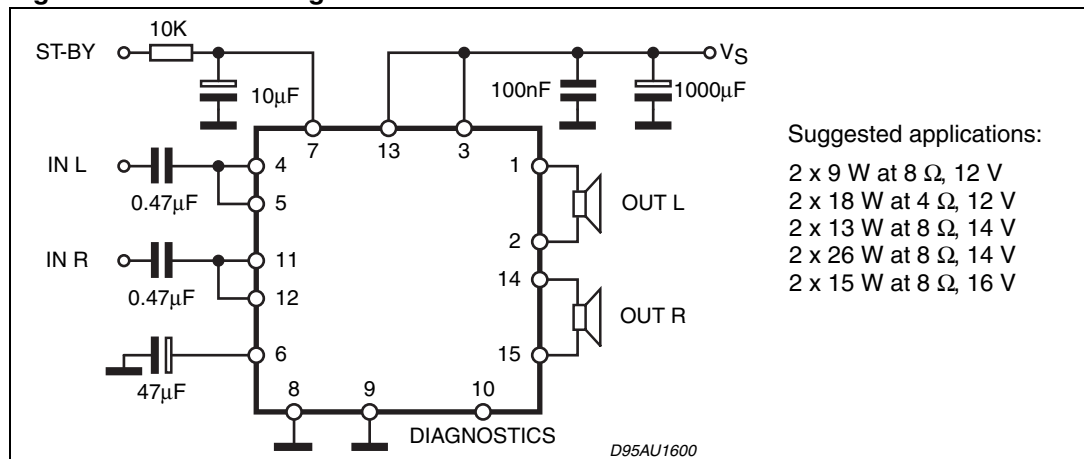 10K
ST-BY
V_S
10μF
100nF
1000μF
7
13
3
IN L
4
0.47μF
5
IN R
11
0.47μF
12
6
47μF
1
OUT L
2
14
OUT R
15
8
9
10
DIAGNOSTICS
D95AU1600
Suggested applications:
2 x 9 W at 8 Ω, 12 V
2 x 18 W at 4 Ω, 12 V
2 x 13 W at 8 Ω, 14 V
2 x 26 W at 8 Ω, 14 V
2 x 15 W at 8 Ω, 16 V